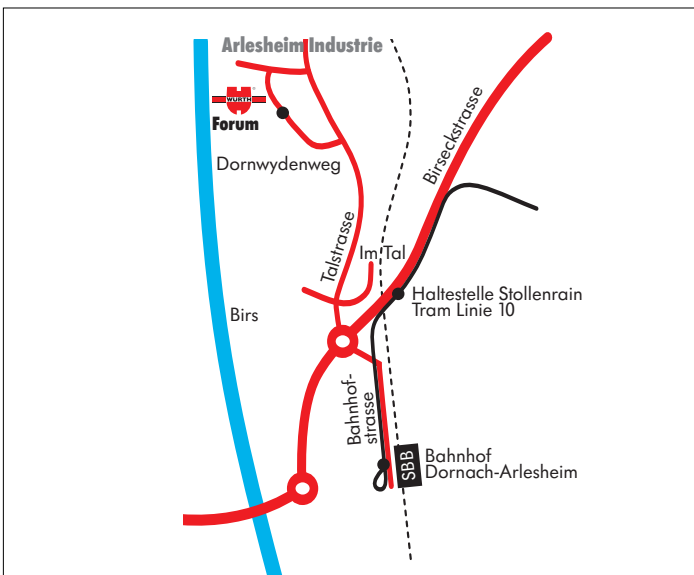 Arlesheim Industrie
WÜRTH
Forum
Dornwydenweg
Birseckstrasse
Talstrasse
Im Tal
Haltestelle Stollenrain
Tram Linie 10
Birs
Bahnhof-
strasse
SBB
Bahnhof
Dornach-Arlesheim